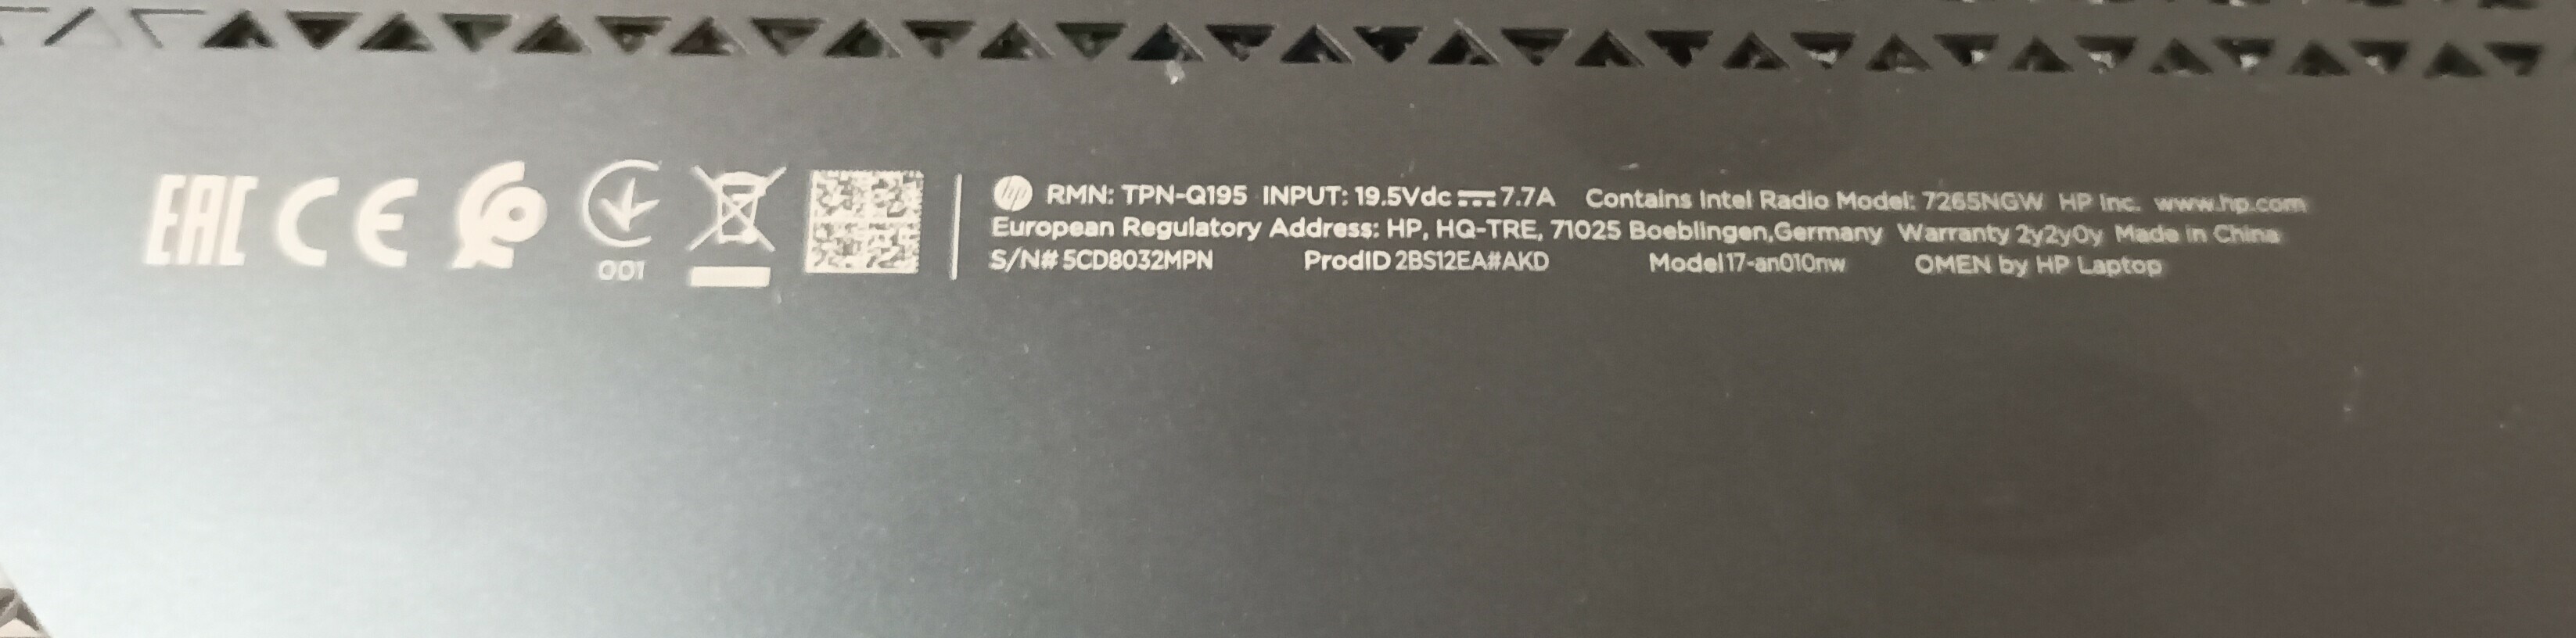 EAC CE
001
hp RMN: TPN-Q195 INPUT: 19.5Vdc⎓7.7A Contains Intel Radio Model: 7265NGW HP Inc. www.hp.com
European Regulatory Address: HP, HQ-TRE, 71025 Boeblingen,Germany Warranty 2y2y0y Made in China
S/N# 5CD8032MPN ProdID 2BS12EA#AKD Model 17-an010nw OMEN by HP Laptop